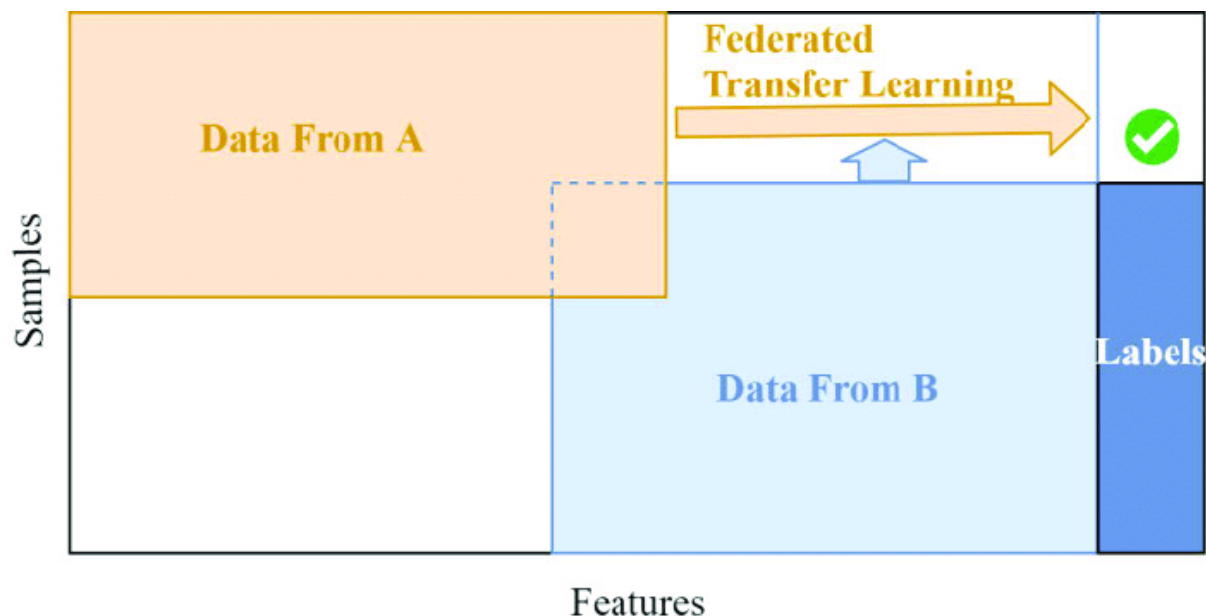 Federated
Transfer Learning
Data From A
Samples
Labels
Data From B
Features